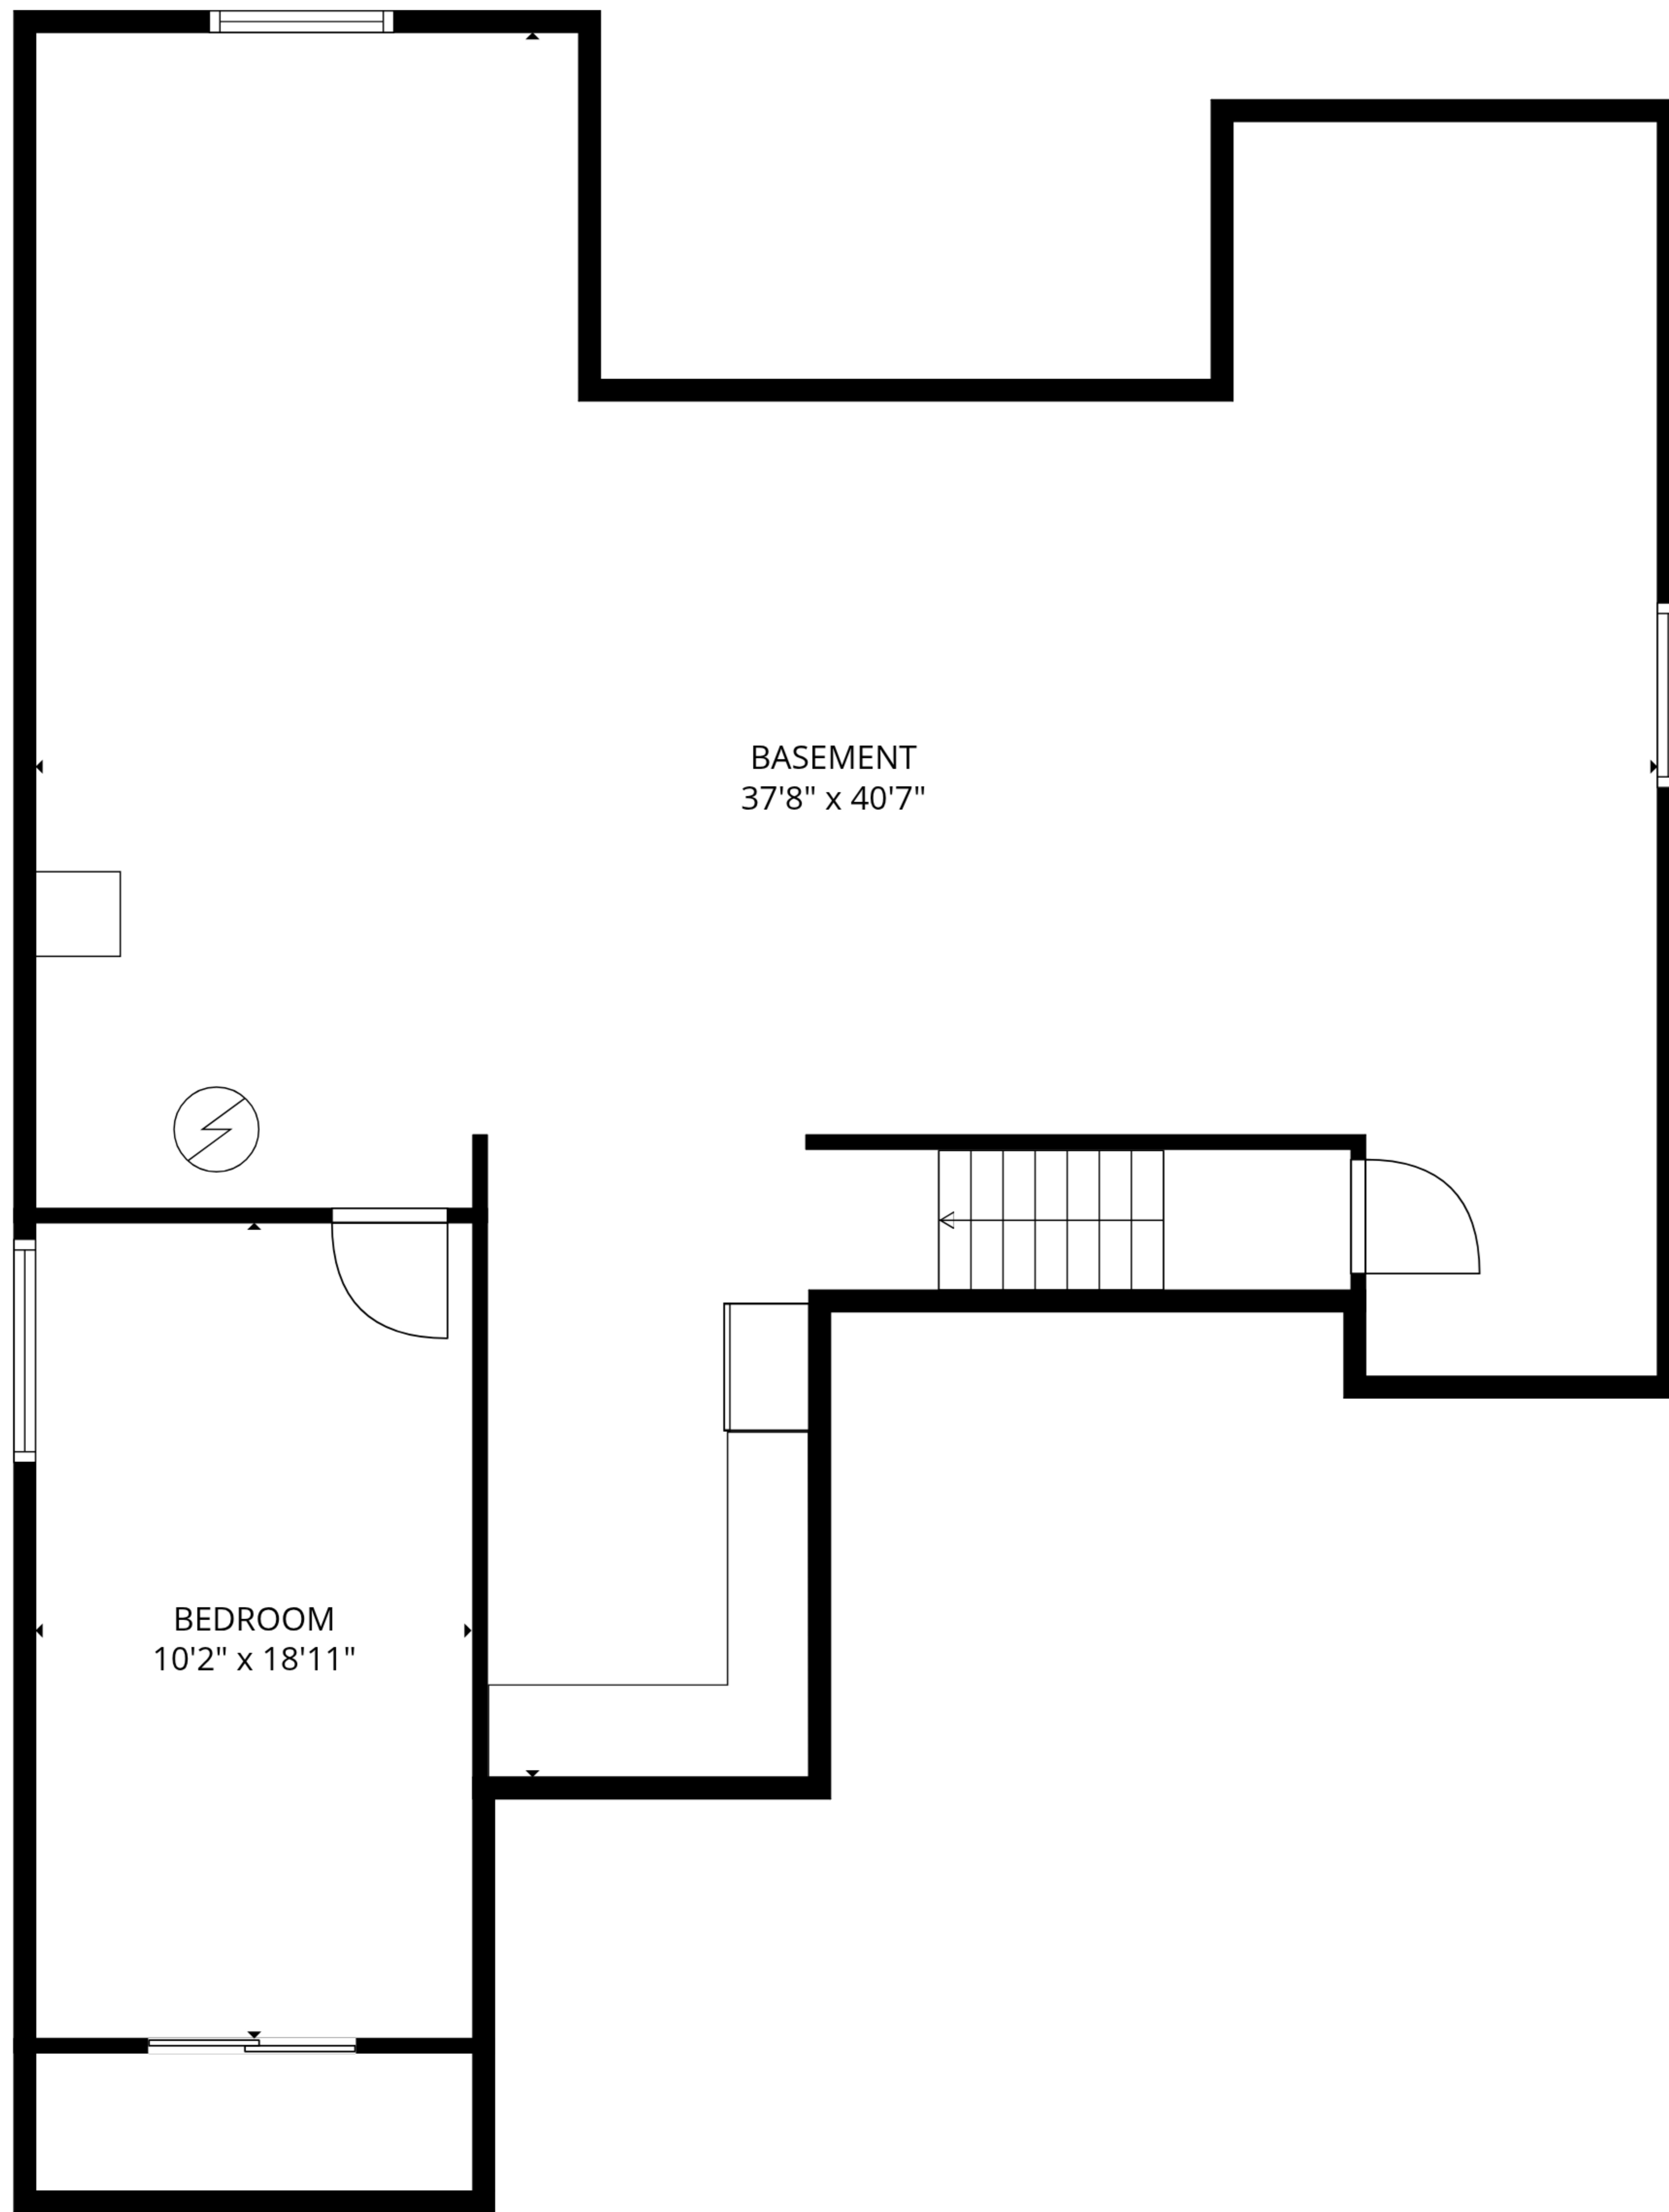 BASEMENT
37'8" x 40'7"
BEDROOM
10'2" x 18'11"